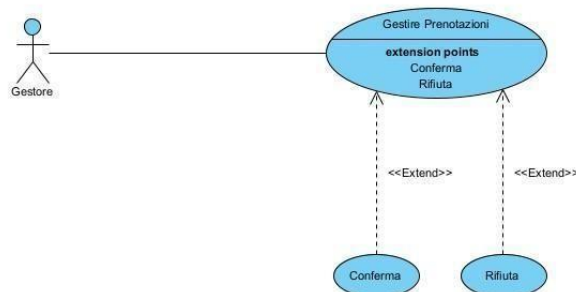 Gestire Prenotazioni
extension points
Conferma
Rifiuta
Gestore
<<Extend>>
<<Extend>>
Conferma
Rifiuta